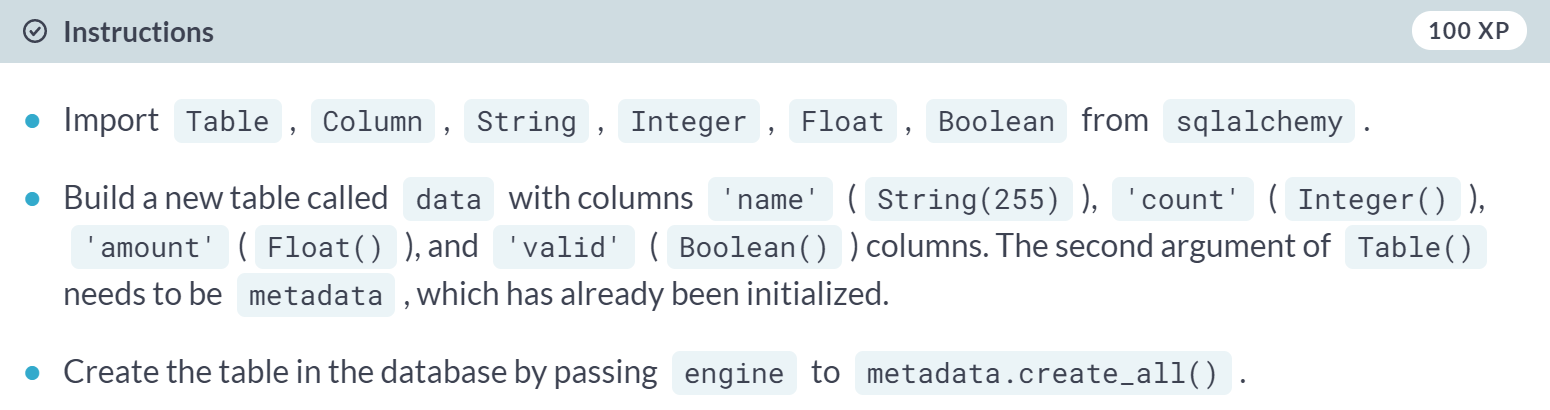 Instructions
100 XP
Import Table, Column, String, Integer, Float, Boolean from sqlalchemy.
Build a new table called data with columns 'name' (String(255)), 'count' (Integer()),
'amount' (Float()), and 'valid' (Boolean()) columns. The second argument of Table()
needs to be metadata, which has already been initialized.
Create the table in the database by passing engine to metadata.create_all().